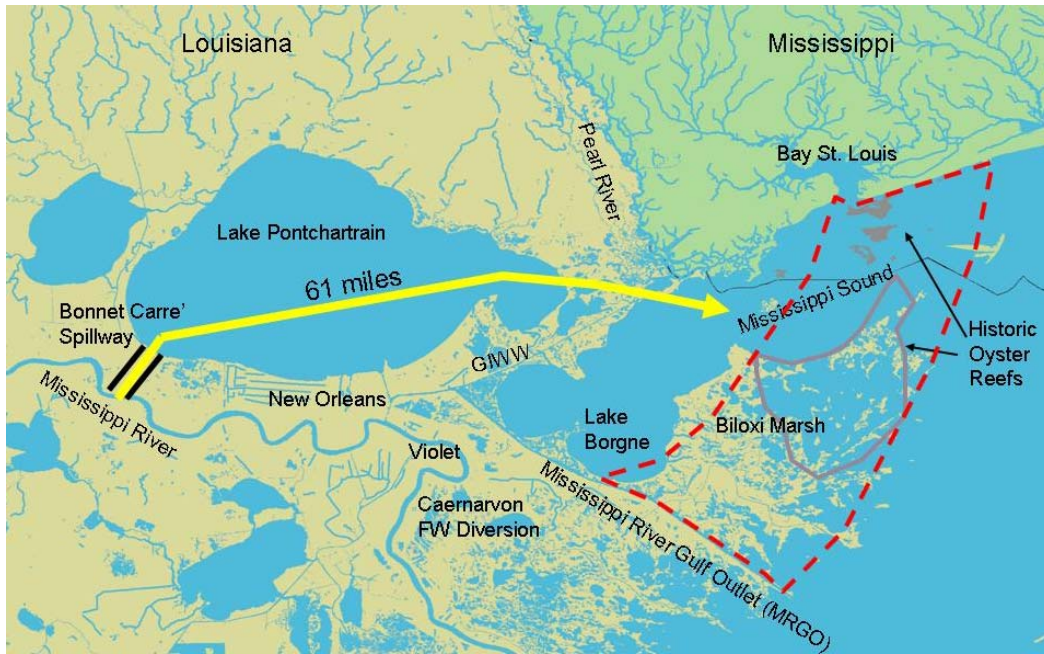 Louisiana
Mississippi
Pearl River
Bay St. Louis
Lake Pontchartrain
61 miles
Bonnet Carre’
Spillway
Mississippi Sound
Historic
Oyster
Reefs
GIWW
Mississippi River
New Orleans
Lake
Borgne
Biloxi Marsh
Violet
Caernarvon
FW Diversion
Mississippi River Gulf Outlet (MRGO)